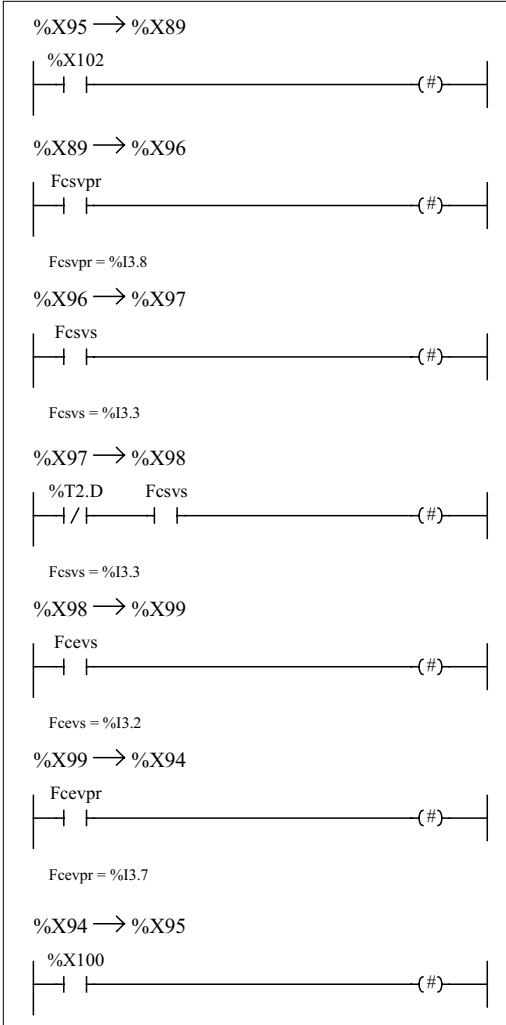 %X95 → %X89
%X102
(#)
%X89 → %X96
Fcsvpr
(#)
Fcsvpr = %I3.8
%X96 → %X97
Fcsvs
(#)
Fcsvs = %I3.3
%X97 → %X98
%T2.D Fcsvs
(#)
Fcsvs = %I3.3
%X98 → %X99
Fcevs
(#)
Fcevs = %I3.2
%X99 → %X94
Fcevpr
(#)
Fcevpr = %I3.7
%X94 → %X95
%X100
(#)